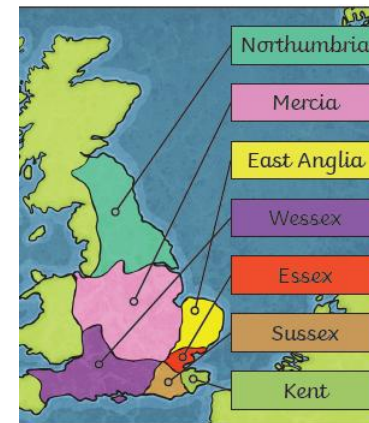 Northumbria
Mercia
East Anglia
Wessex
Essex
Sussex
Kent